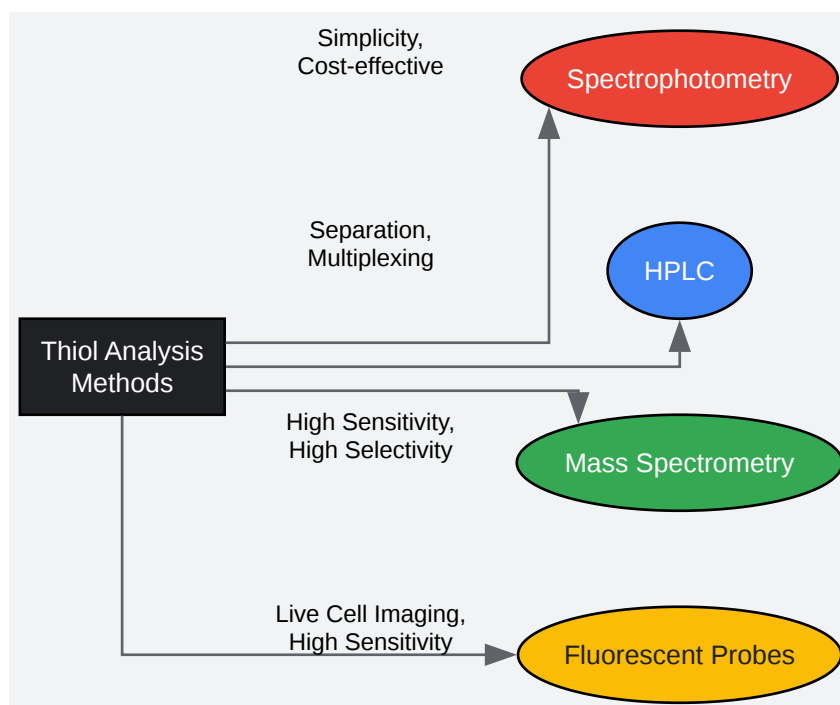 Simplicity,
Cost-effective
Spectrophotometry
Separation,
Multiplexing
HPLC
Thiol Analysis
Methods
High Sensitivity,
High Selectivity
Mass Spectrometry
Live Cell Imaging,
High Sensitivity
Fluorescent Probes